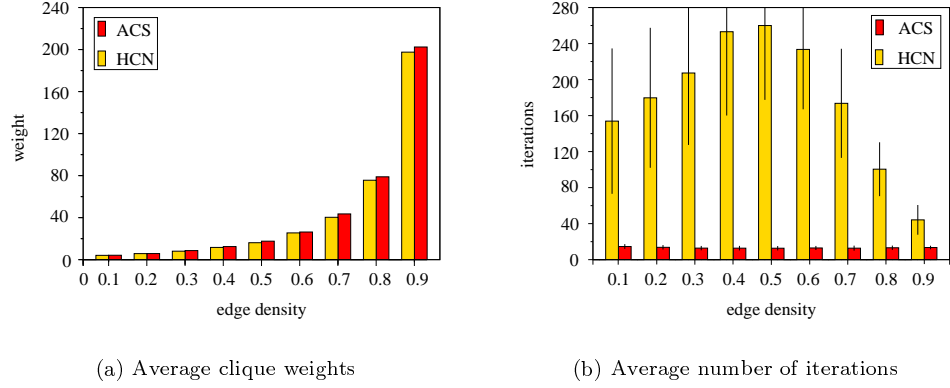 240
200
160
120
80
40
0
weight
ACS
HCN
0 0.1 0.2 0.3 0.4 0.5 0.6 0.7 0.8 0.9
edge density
(a) Average clique weights
280
240
200
160
120
80
40
0
iterations
ACS
HCN
0.1 0.2 0.3 0.4 0.5 0.6 0.7 0.8 0.9
edge density
(b) Average number of iterations